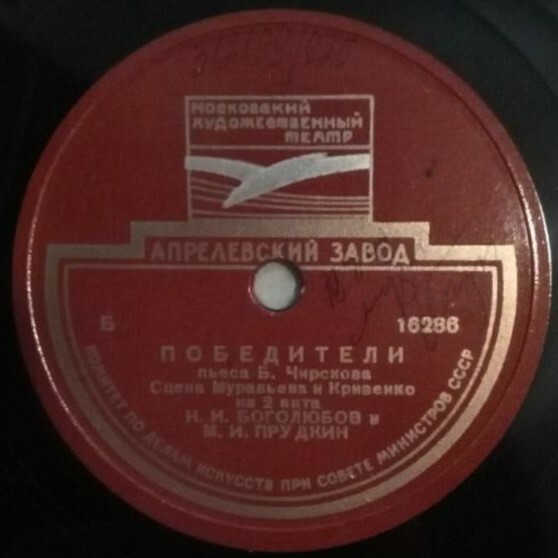 МОСКОВСКИЙ
ХУДОЖЕСТВЕННЫЙ
ТЕАТР
АПРЕЛЕВСКИЙ ЗАВОД
Б 16286
ПОБЕДИТЕЛИ
пьеса Б. Чирскова
Сцена Муравьева и Кривенко
из 2 акта
Н. И. БОГОЛЮБОВ и
М. И. ПРУДКИН
КОМИТЕТ ПО ДЕЛАМ ИСКУССТВ ПРИ СОВЕТЕ МИНИСТРОВ СССР